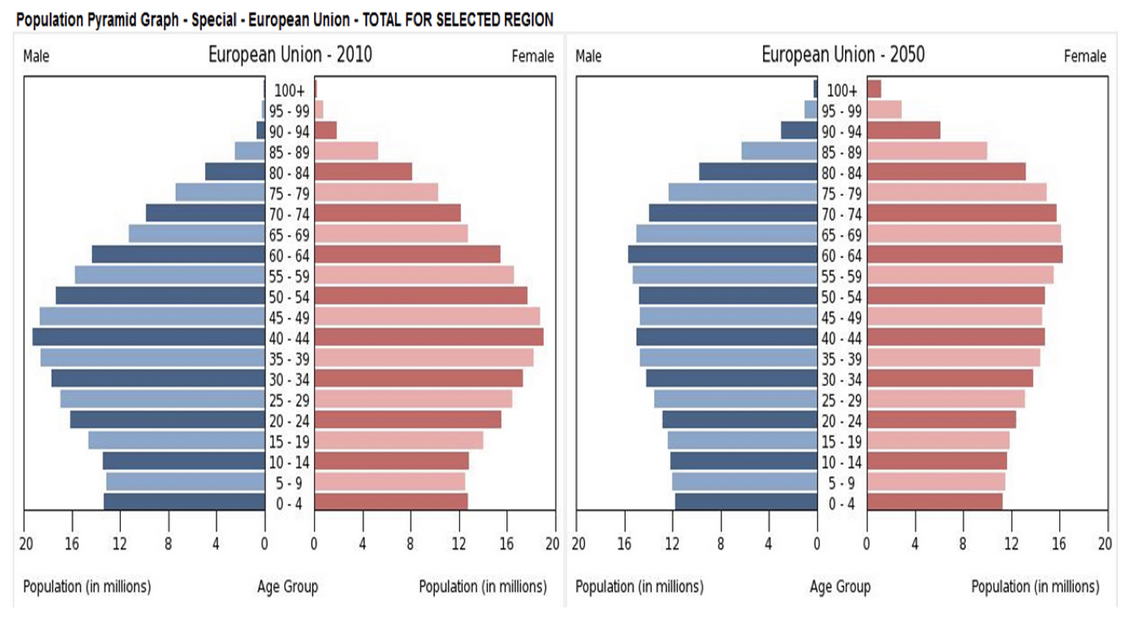 Population Pyramid Graph - Special - European Union - TOTAL FOR SELECTED REGION
Male European Union - 2010 Female
100+
95 - 99
90 - 94
85 - 89
80 - 84
75 - 79
70 - 74
65 - 69
60 - 64
55 - 59
50 - 54
45 - 49
40 - 44
35 - 39
30 - 34
25 - 29
20 - 24
15 - 19
10 - 14
5 - 9
0 - 4
20 16 12 8 4 0 0 4 8 12 16 20
Population (in millions) Age Group Population (in millions)
Male European Union - 2050 Female
100+
95 - 99
90 - 94
85 - 89
80 - 84
75 - 79
70 - 74
65 - 69
60 - 64
55 - 59
50 - 54
45 - 49
40 - 44
35 - 39
30 - 34
25 - 29
20 - 24
15 - 19
10 - 14
5 - 9
0 - 4
20 16 12 8 4 0 0 4 8 12 16 20
Population (in millions) Age Group Population (in millions)